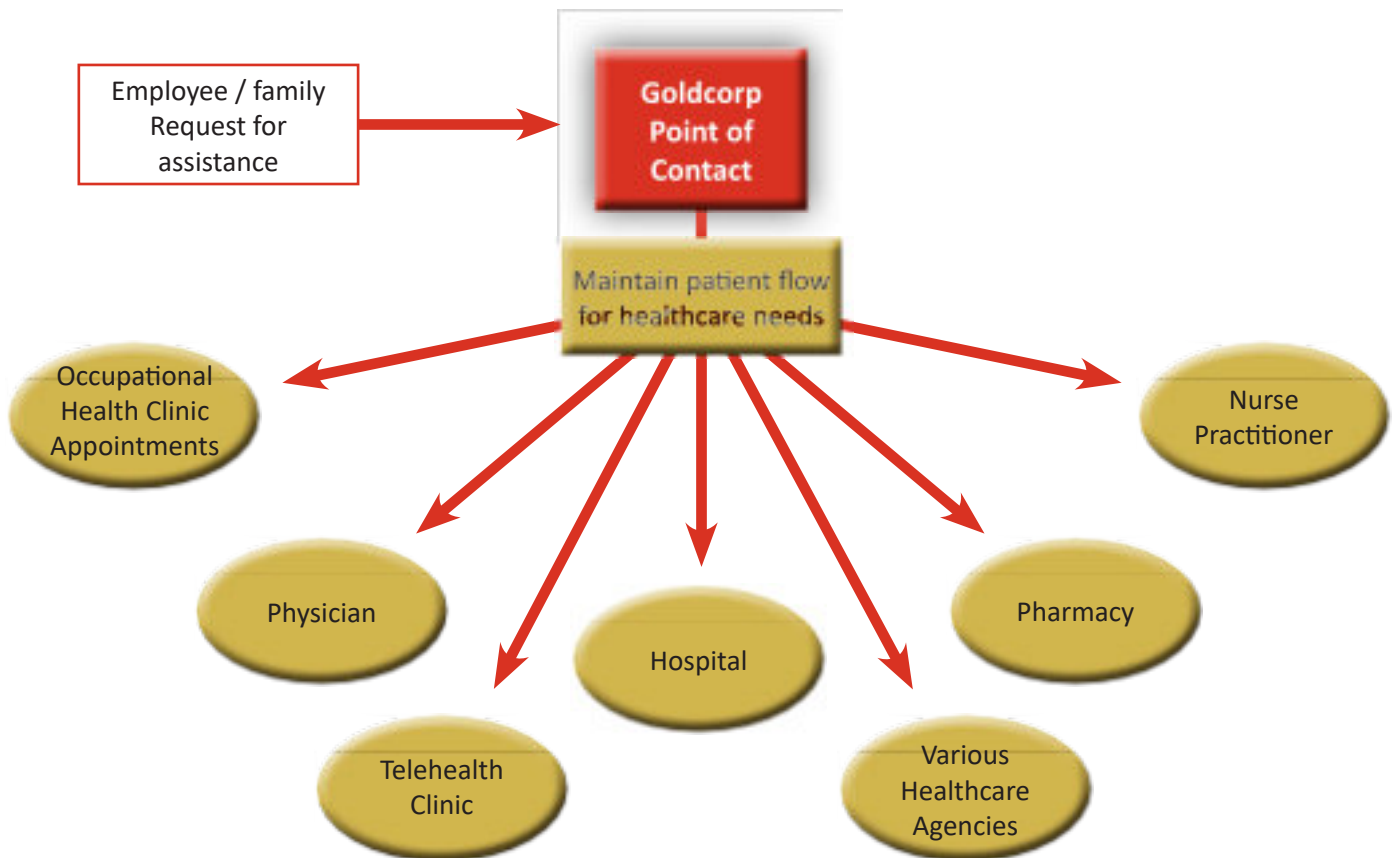 Employee / family
Request for
assistance
Goldcorp
Point of
Contact
Maintain patient flow
for healthcare needs
Occupational
Health Clinic
Appointments
Nurse
Practitioner
Physician
Pharmacy
Hospital
Telehealth
Clinic
Various
Healthcare
Agencies